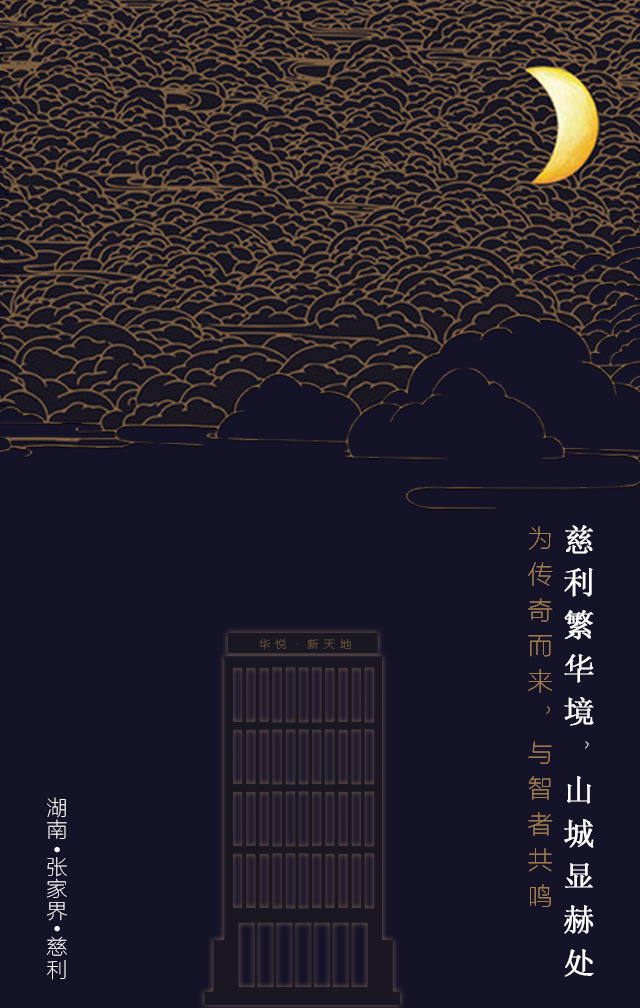 慈利繁华境，山城显赫处
为传奇而来，与智者共鸣
华悦·新天地
湖南•张家界•慈利